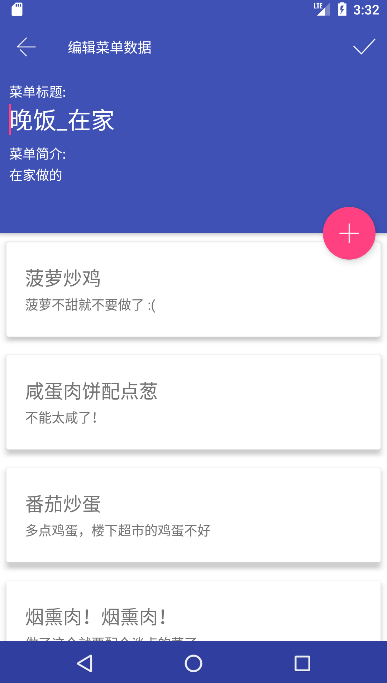 LTE 3:32
编辑菜单数据
菜单标题:
晚饭_在家
菜单简介:
在家做的
菠萝炒鸡
菠萝不甜就不要做了 :(
咸蛋肉饼配点葱
不能太咸了！
番茄炒蛋
多点鸡蛋，楼下超市的鸡蛋不好
烟熏肉！烟熏肉！